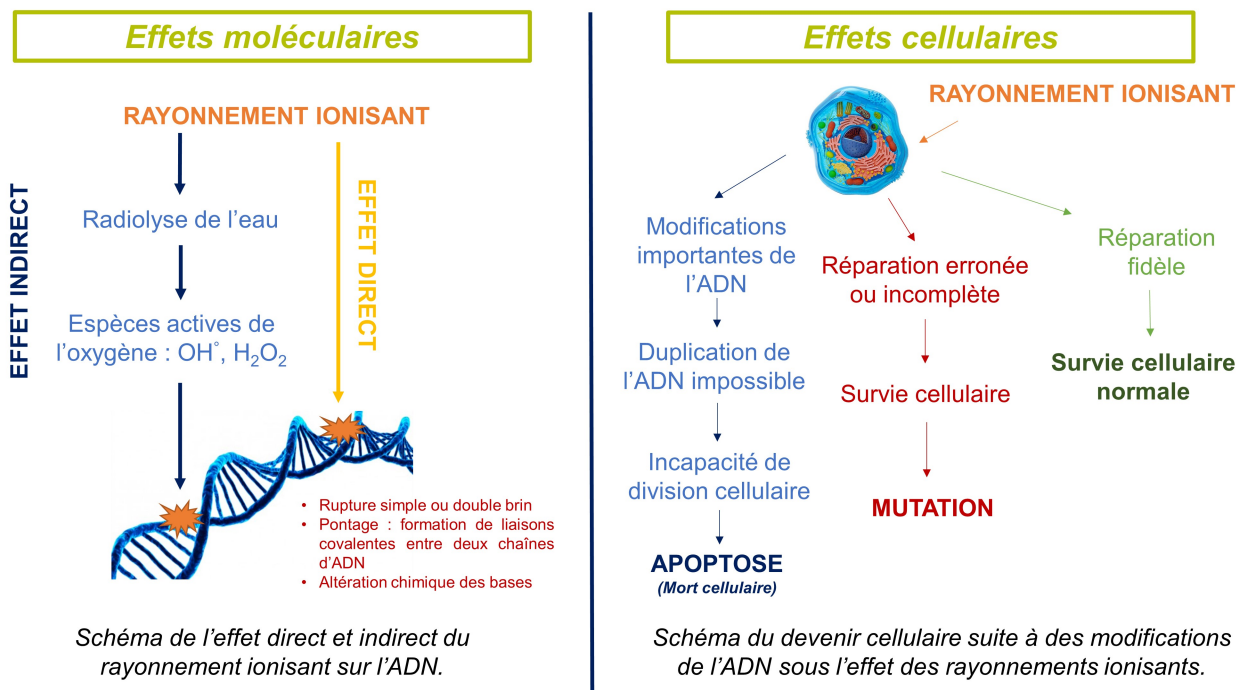 Effets moléculaires
RAYONNEMENT IONISANT
EFFET INDIRECT
Radiolyse de l’eau
EFFET DIRECT
Espèces actives de
l’oxygène : OH°, H₂O₂
• Rupture simple ou double brin
• Pontage : formation de liaisons
covalentes entre deux chaînes
d’ADN
• Altération chimique des bases
Schéma de l’effet direct et indirect du
rayonnement ionisant sur l’ADN.
Effets cellulaires
RAYONNEMENT IONISANT
Modifications
importantes de
l’ADN
Duplication de
l’ADN impossible
Incapacité de
division cellulaire
APOPTOSE
(Mort cellulaire)
Réparation erronée
ou incomplète
Survie cellulaire
MUTATION
Réparation
fidèle
Survie cellulaire
normale
Schéma du devenir cellulaire suite à des modifications
de l’ADN sous l’effet des rayonnements ionisants.